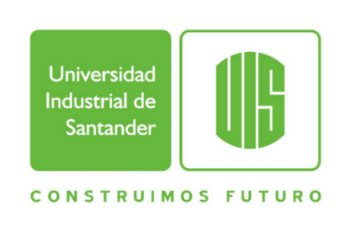 Universidad
Industrial de
Santander
UIS
CONSTRUIMOS FUTURO